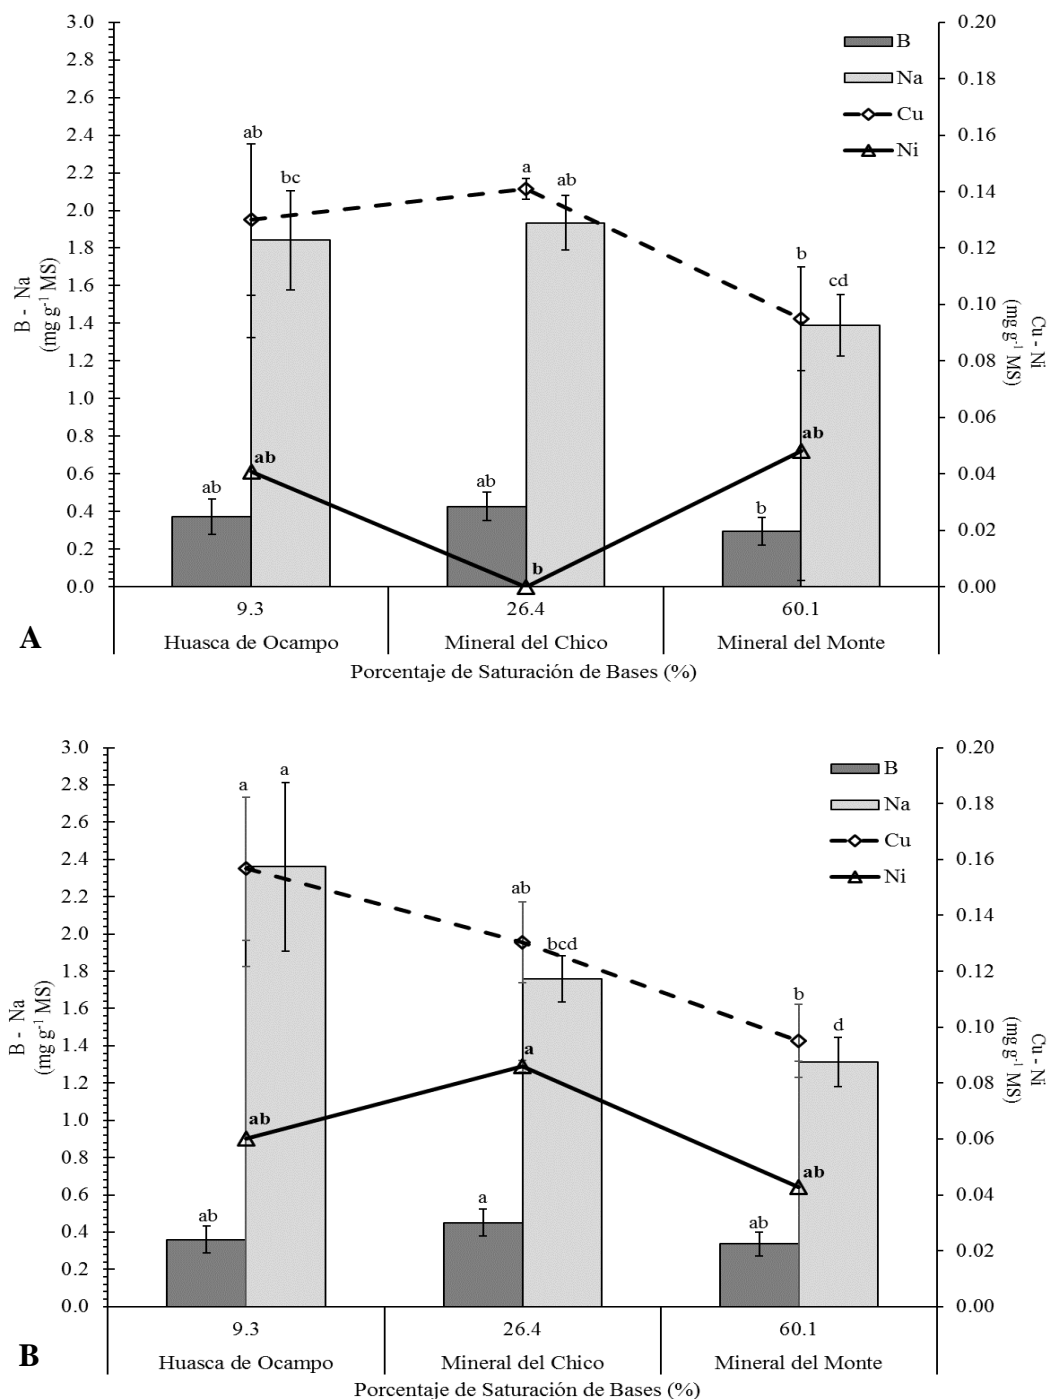 3.0
2.8
2.6
2.4
2.2
2.0
1.8
1.6
1.4
1.2
1.0
0.8
0.6
0.4
0.2
0.0
B - Na
(mg g-1 MS)
0.20
0.18
0.16
0.14
0.12
0.10
0.08
0.06
0.04
0.02
0.00
Cu - Ni
(mg g-1 MS)
B
Na
Cu
Ni
ab
bc
a
ab
b
cd
ab
ab
ab
b
ab
b
9.3
26.4
60.1
A
Huasca de Ocampo
Mineral del Chico
Mineral del Monte
Porcentaje de Saturación de Bases (%)
3.0
2.8
2.6
2.4
2.2
2.0
1.8
1.6
1.4
1.2
1.0
0.8
0.6
0.4
0.2
0.0
B - Na
(mg g-1 MS)
0.20
0.18
0.16
0.14
0.12
0.10
0.08
0.06
0.04
0.02
0.00
Cu - Ni
(mg g-1 MS)
B
Na
Cu
Ni
a
a
ab
bcd
b
d
ab
a
ab
ab
a
ab
9.3
26.4
60.1
B
Huasca de Ocampo
Mineral del Chico
Mineral del Monte
Porcentaje de Saturación de Bases (%)